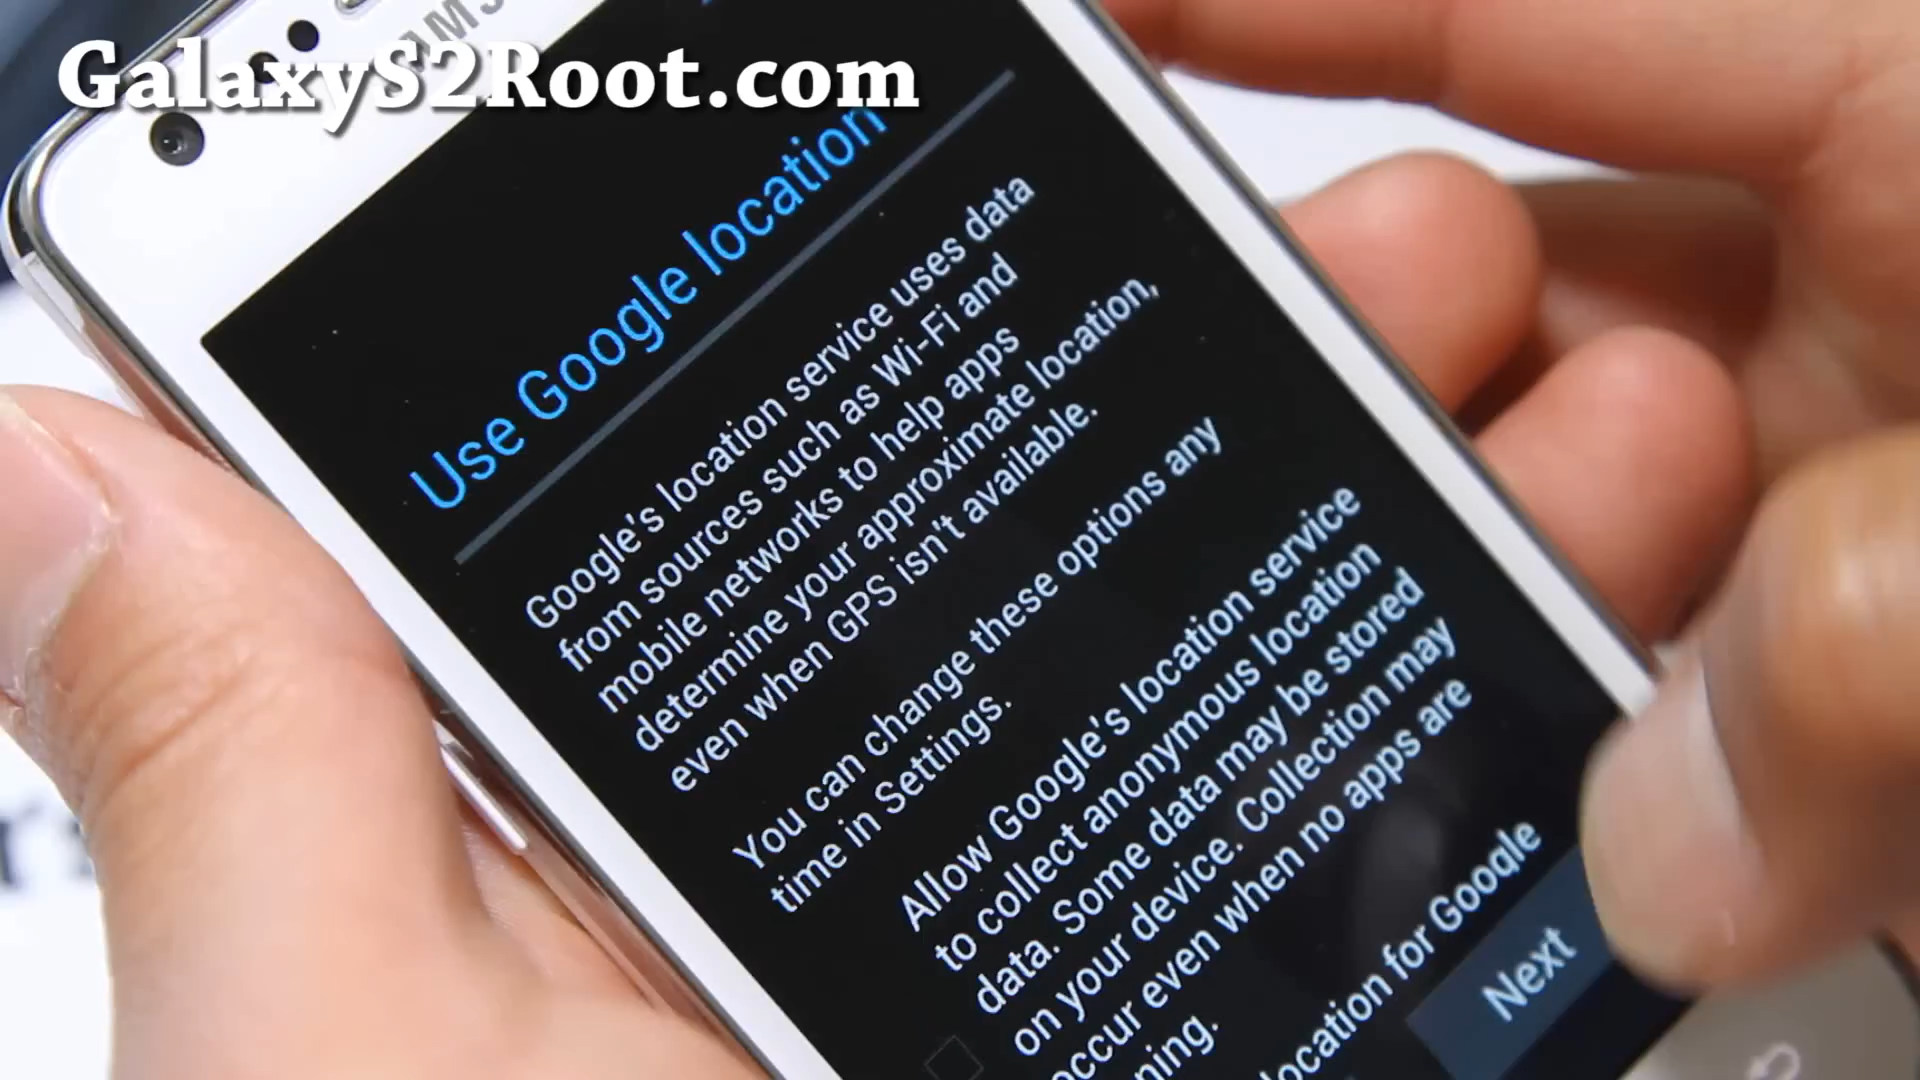 GalaxyS2Root.com
Use Google location
Google's location service uses data
from sources such as Wi-Fi and
mobile networks to help apps
determine your approximate location,
even when GPS isn't available.
You can change these options any
time in Settings.
Allow Google's location service
to collect anonymous location
data. Some data may be stored
on your device. Collection may
occur even when no apps are
location for Google
Next